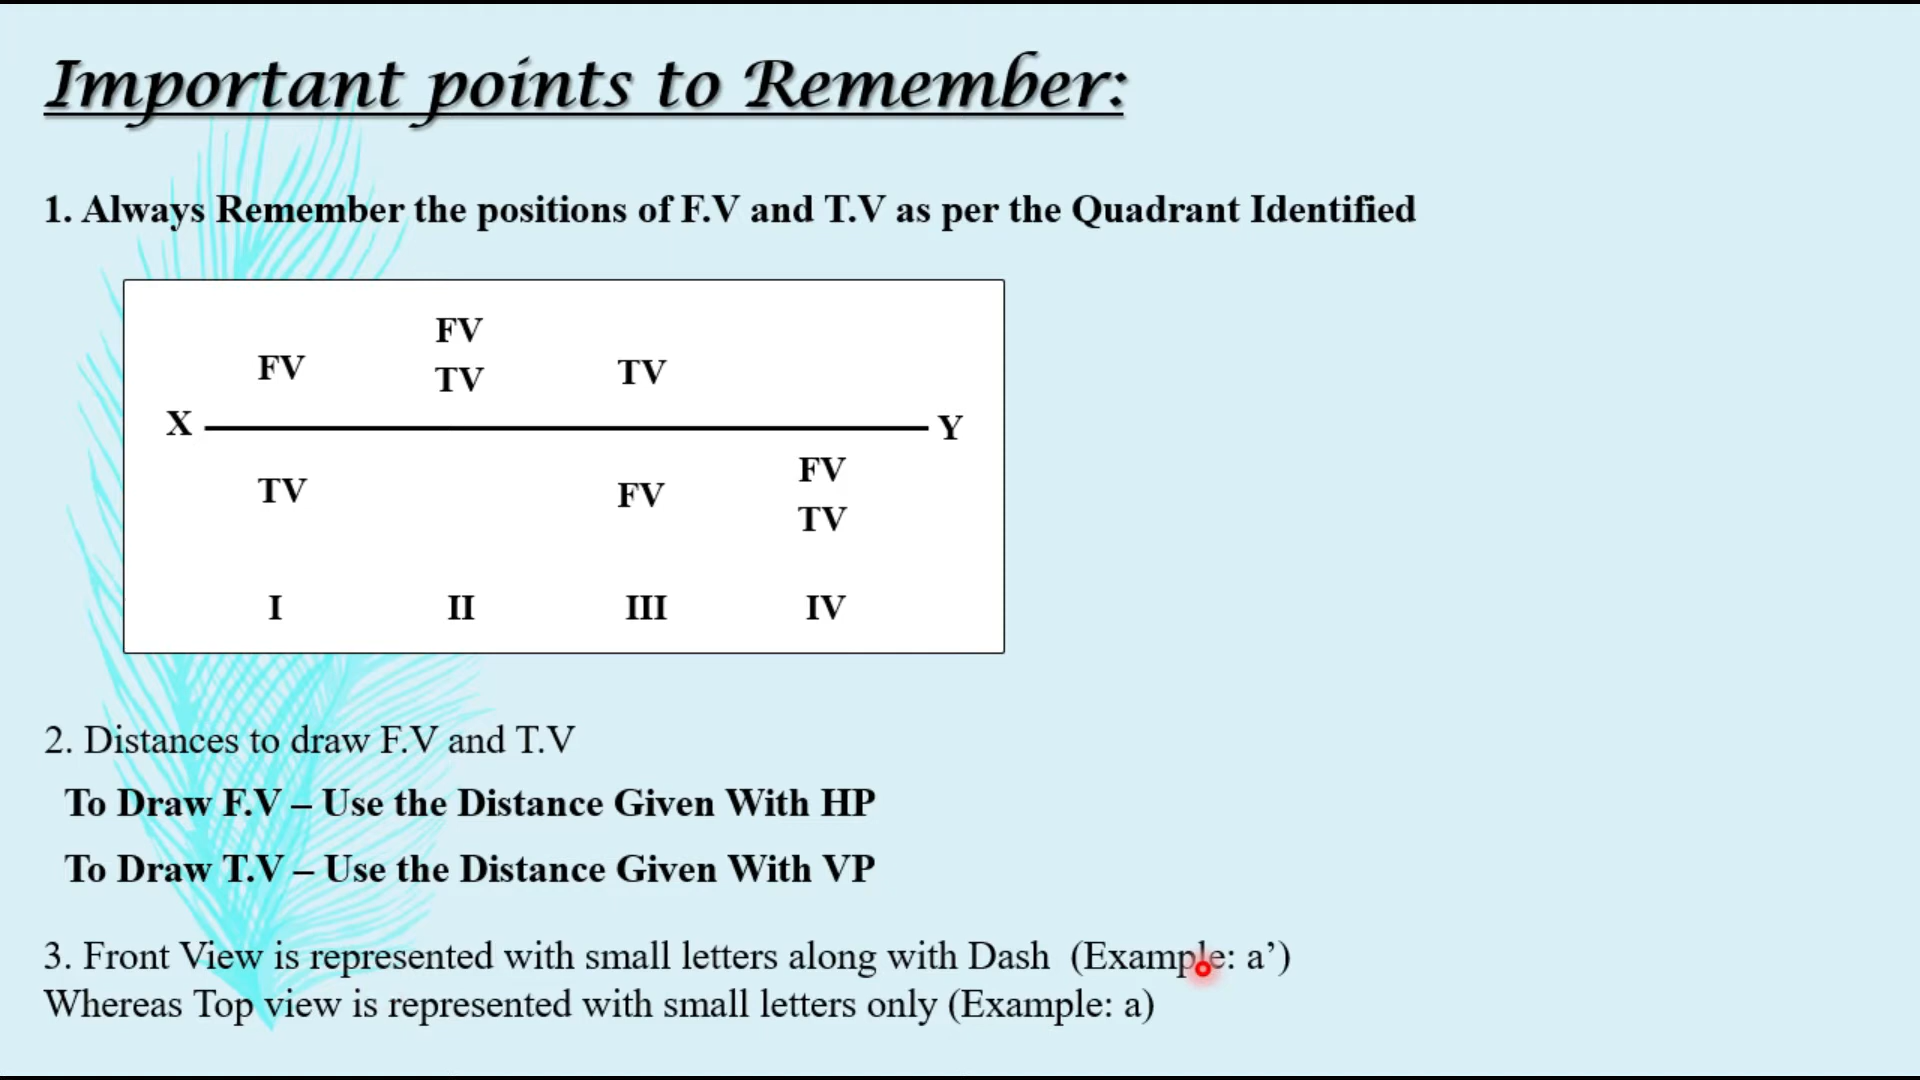 Important points to Remember:
1. Always Remember the positions of F.V and T.V as per the Quadrant Identified
FV
FV
TV
TV
X
Y
TV
FV
FV
TV
I
II
III
IV
2. Distances to draw F.V and T.V
To Draw F.V – Use the Distance Given With HP
To Draw T.V – Use the Distance Given With VP
3. Front View is represented with small letters along with Dash (Example: a’)
Whereas Top view is represented with small letters only (Example: a)